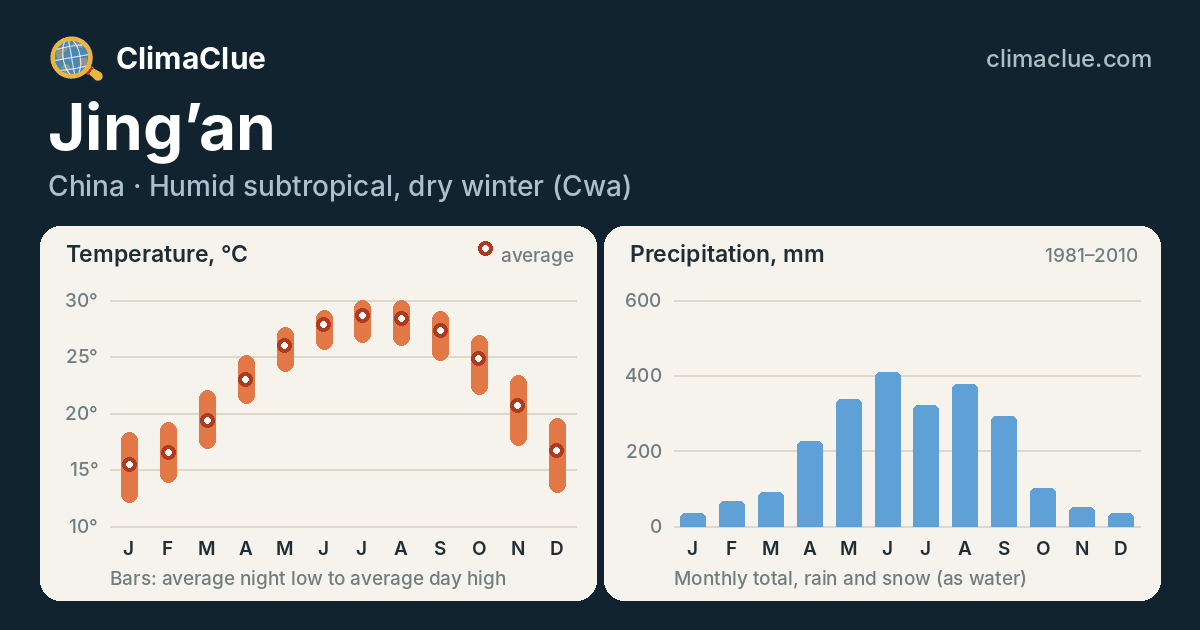 ClimaClue
climaclue.com
Jing’an
China · Humid subtropical, dry winter (Cwa)
Temperature, °C
average
30°
25°
20°
15°
10°
J F M A M J J A S O N D
Bars: average night low to average day high
Precipitation, mm
1981–2010
600
400
200
0
J F M A M J J A S O N D
Monthly total, rain and snow (as water)